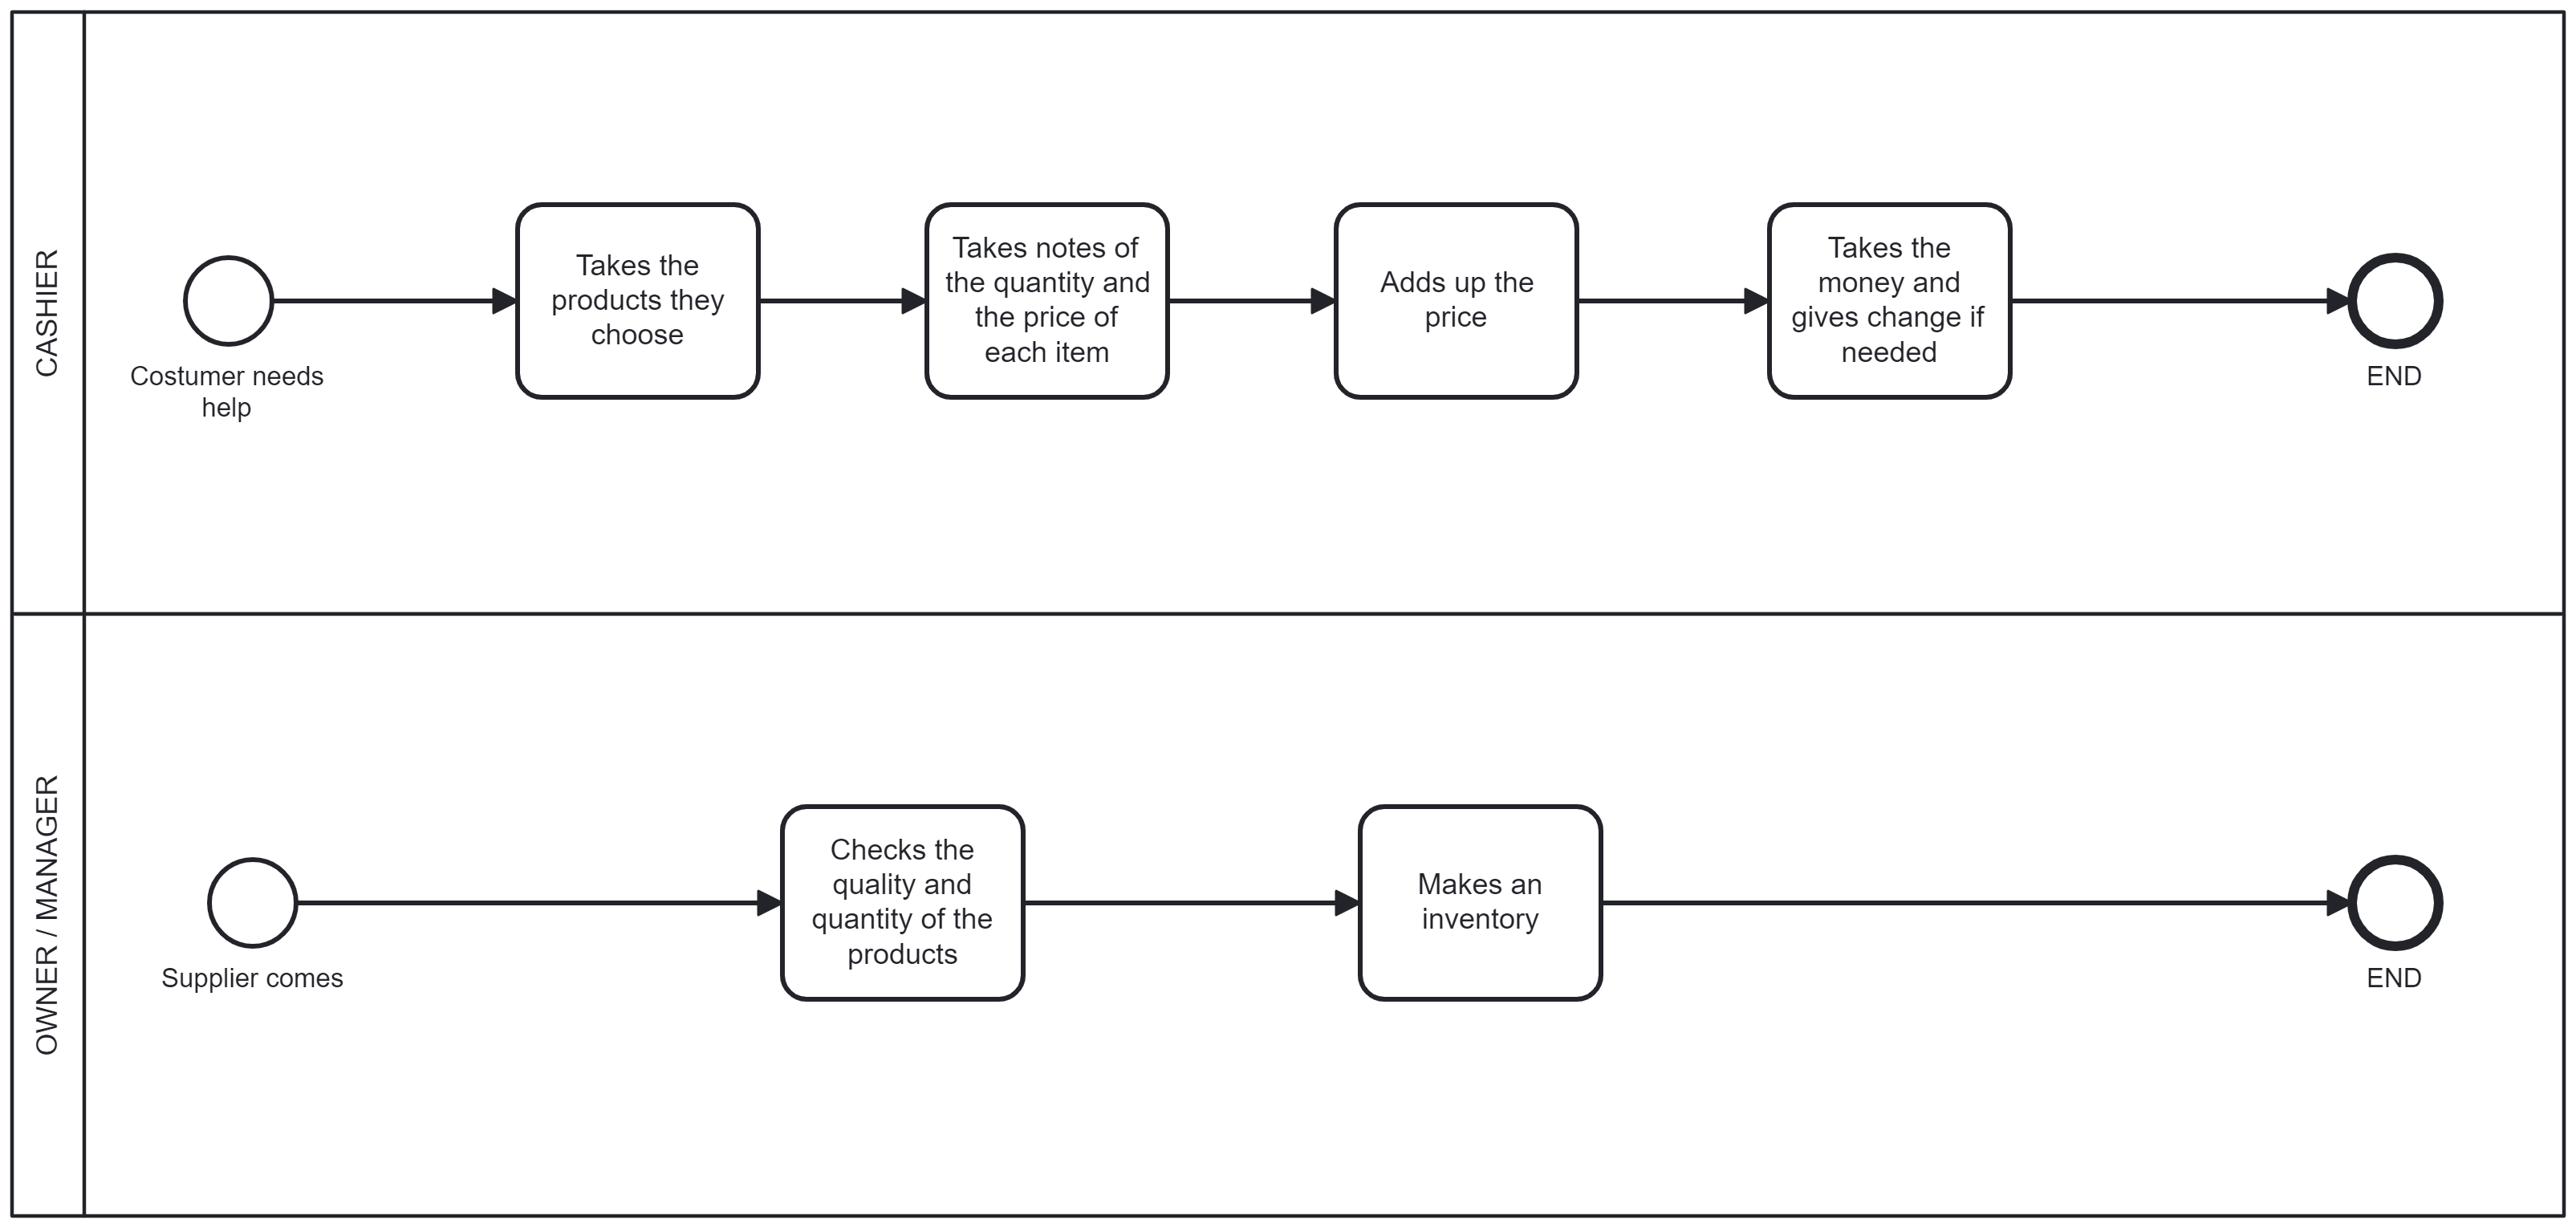 CASHIER
Costumer needs
help
Takes the
products they
choose
Takes notes of
the quantity and
the price of
each item
Adds up the
price
Takes the
money and
gives change if
needed
END
OWNER / MANAGER
Supplier comes
Checks the
quality and
quantity of the
products
Makes an
inventory
END